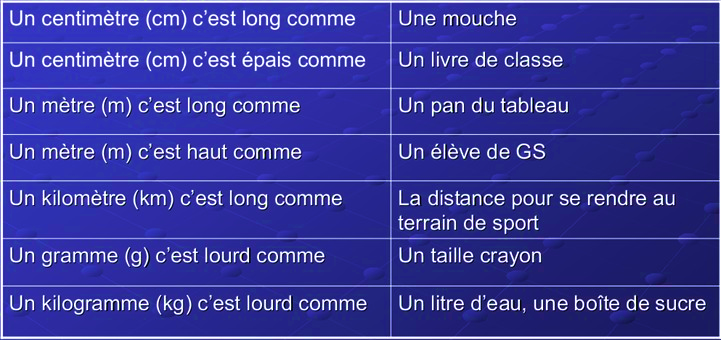 Un centimètre (cm) c’est long comme
Une mouche
Un centimètre (cm) c’est épais comme
Un livre de classe
Un mètre (m) c’est long comme
Un pan du tableau
Un mètre (m) c’est haut comme
Un élève de GS
Un kilomètre (km) c’est long comme
La distance pour se rendre au
terrain de sport
Un gramme (g) c’est lourd comme
Un taille crayon
Un kilogramme (kg) c’est lourd comme
Un litre d’eau, une boîte de sucre